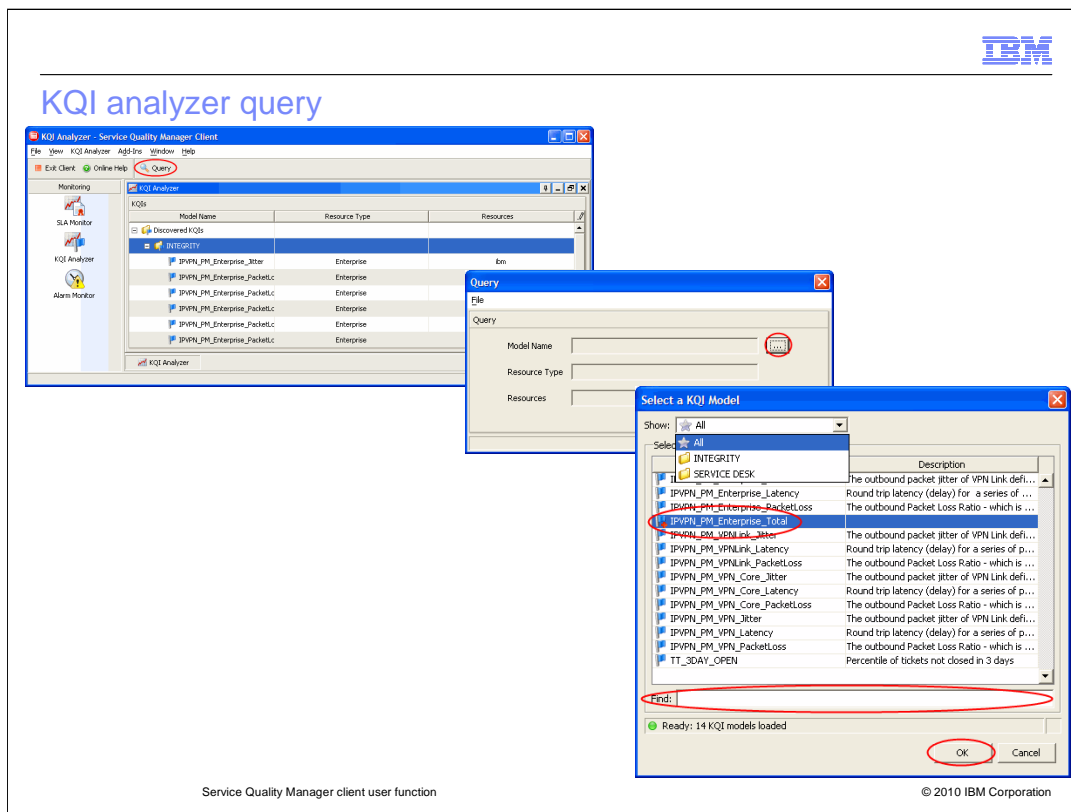 IBM
KQI analyzer query
KQI Analyzer - Service Quality Manager Client
File View KQI Analyzer Add-Ins Window Help
Exit Client Online Help Query
Monitoring
SLA Monitor
KQI Analyzer
Alarm Monitor
KQI Analyzer
KQIs
Model Name Resource Type Resources
Discovered KQIs
INTEGRITY
IPVPN_PM_Enterprise_Jitter Enterprise ibm
IPVPN_PM_Enterprise_PacketLc Enterprise
IPVPN_PM_Enterprise_PacketLc Enterprise
IPVPN_PM_Enterprise_PacketLc Enterprise
IPVPN_PM_Enterprise_PacketLc Enterprise
IPVPN_PM_Enterprise_PacketLc Enterprise
KQI Analyzer
Query
File
Query
Model Name ...
Resource Type
Resources
Select a KQI Model
Show: All
All
INTEGRITY
SERVICE DESK
Description
The outbound packet jitter of VPN Link defi...
IPVPN_PM_Enterprise_Latency Round trip latency (delay) for a series of ...
IPVPN_PM_Enterprise_PacketLoss The outbound Packet Loss Ratio - which is ...
IPVPN_PM_Enterprise_Total
IPVPN_PM_VPNLink_Jitter The outbound packet jitter of VPN Link defi...
IPVPN_PM_VPNLink_Latency Round trip latency (delay) for a series of p...
IPVPN_PM_VPNLink_PacketLoss The outbound Packet Loss Ratio - which is ...
IPVPN_PM_VPN_Core_Jitter The outbound packet jitter of VPN Link defi...
IPVPN_PM_VPN_Core_Latency Round trip latency (delay) for a series of p...
IPVPN_PM_VPN_Core_PacketLoss The outbound Packet Loss Ratio - which is ...
IPVPN_PM_VPN_Jitter The outbound packet jitter of VPN Link defi...
IPVPN_PM_VPN_Latency Round trip latency (delay) for a series of p...
IPVPN_PM_VPN_PacketLoss The outbound Packet Loss Ratio - which is ...
TT_3DAY_OPEN Percentile of tickets not closed in 3 days
Find:
Ready: 14 KQI models loaded
OK Cancel
Service Quality Manager client user function
© 2010 IBM Corporation